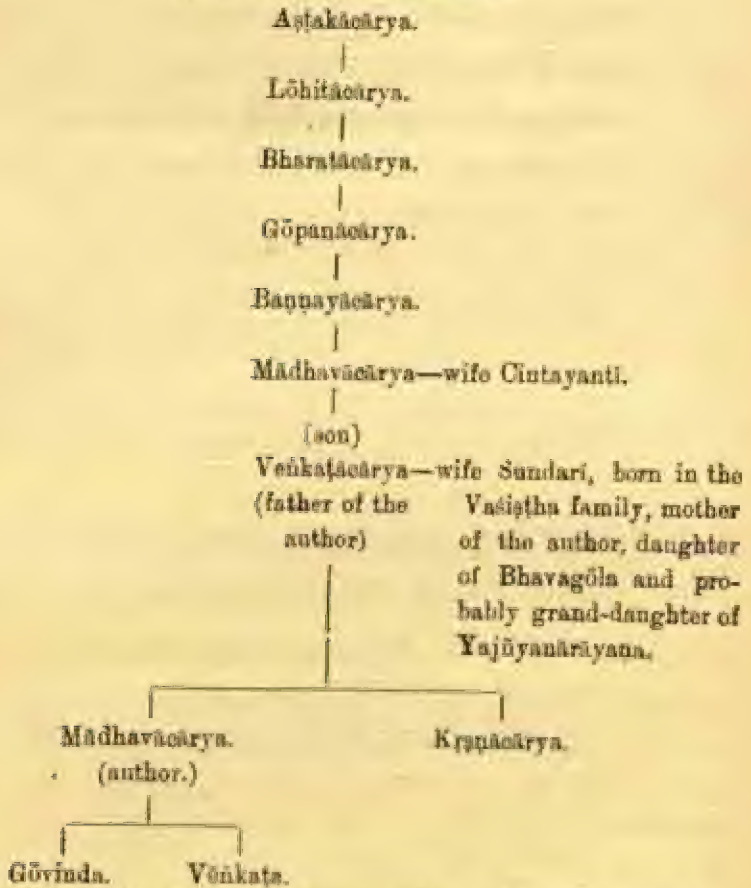 Aṣṭakācārya.
Lōhitācārya.
Bharatācārya.
Gōpanācārya.
Baṇṇayācārya.
Mādhavācārya—wife Cintayanti.
(son)
Veṅkaṭācārya—wife Sundarī, born in the
(father of the Vaśiṣṭha family, mother
author) of the author, daughter
of Bhavagōla and pro-
bably grand-daughter of
Yajñyanārāyana.
Mādhavācārya. Kṛṣṇācārya.
(author.)
Gōvinda. Vēṅkaṭa.